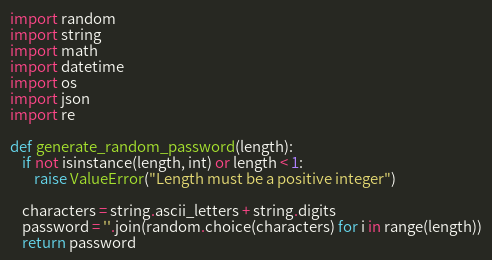 import random
import string
import math
import datetime
import os
import json
import re

def generate_random_password(length):
    if not isinstance(length, int) or length < 1:
        raise ValueError("Length must be a positive integer")

    characters = string.ascii_letters + string.digits
    password = ''.join(random.choice(characters) for i in range(length))
    return password